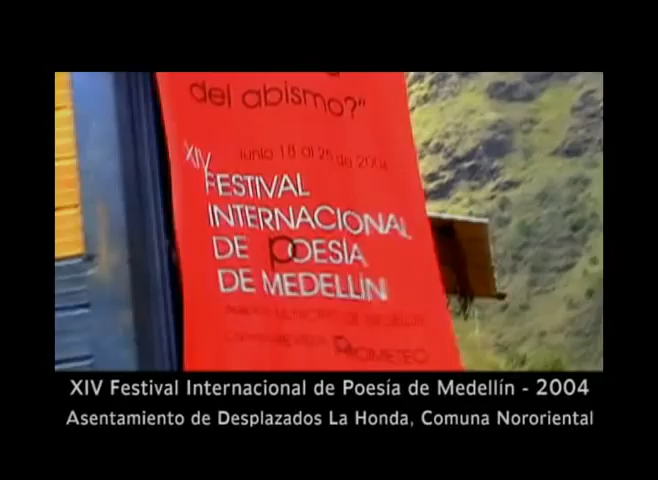 del abismo?"
Junio 18 al 25 de 2004
XIV
FESTIVAL
INTERNACIONAL
DE POESÍA
DE MEDELLÍN
PROMETEO
XIV Festival Internacional de Poesía de Medellín - 2004
Asentamiento de Desplazados La Honda, Comuna Nororiental